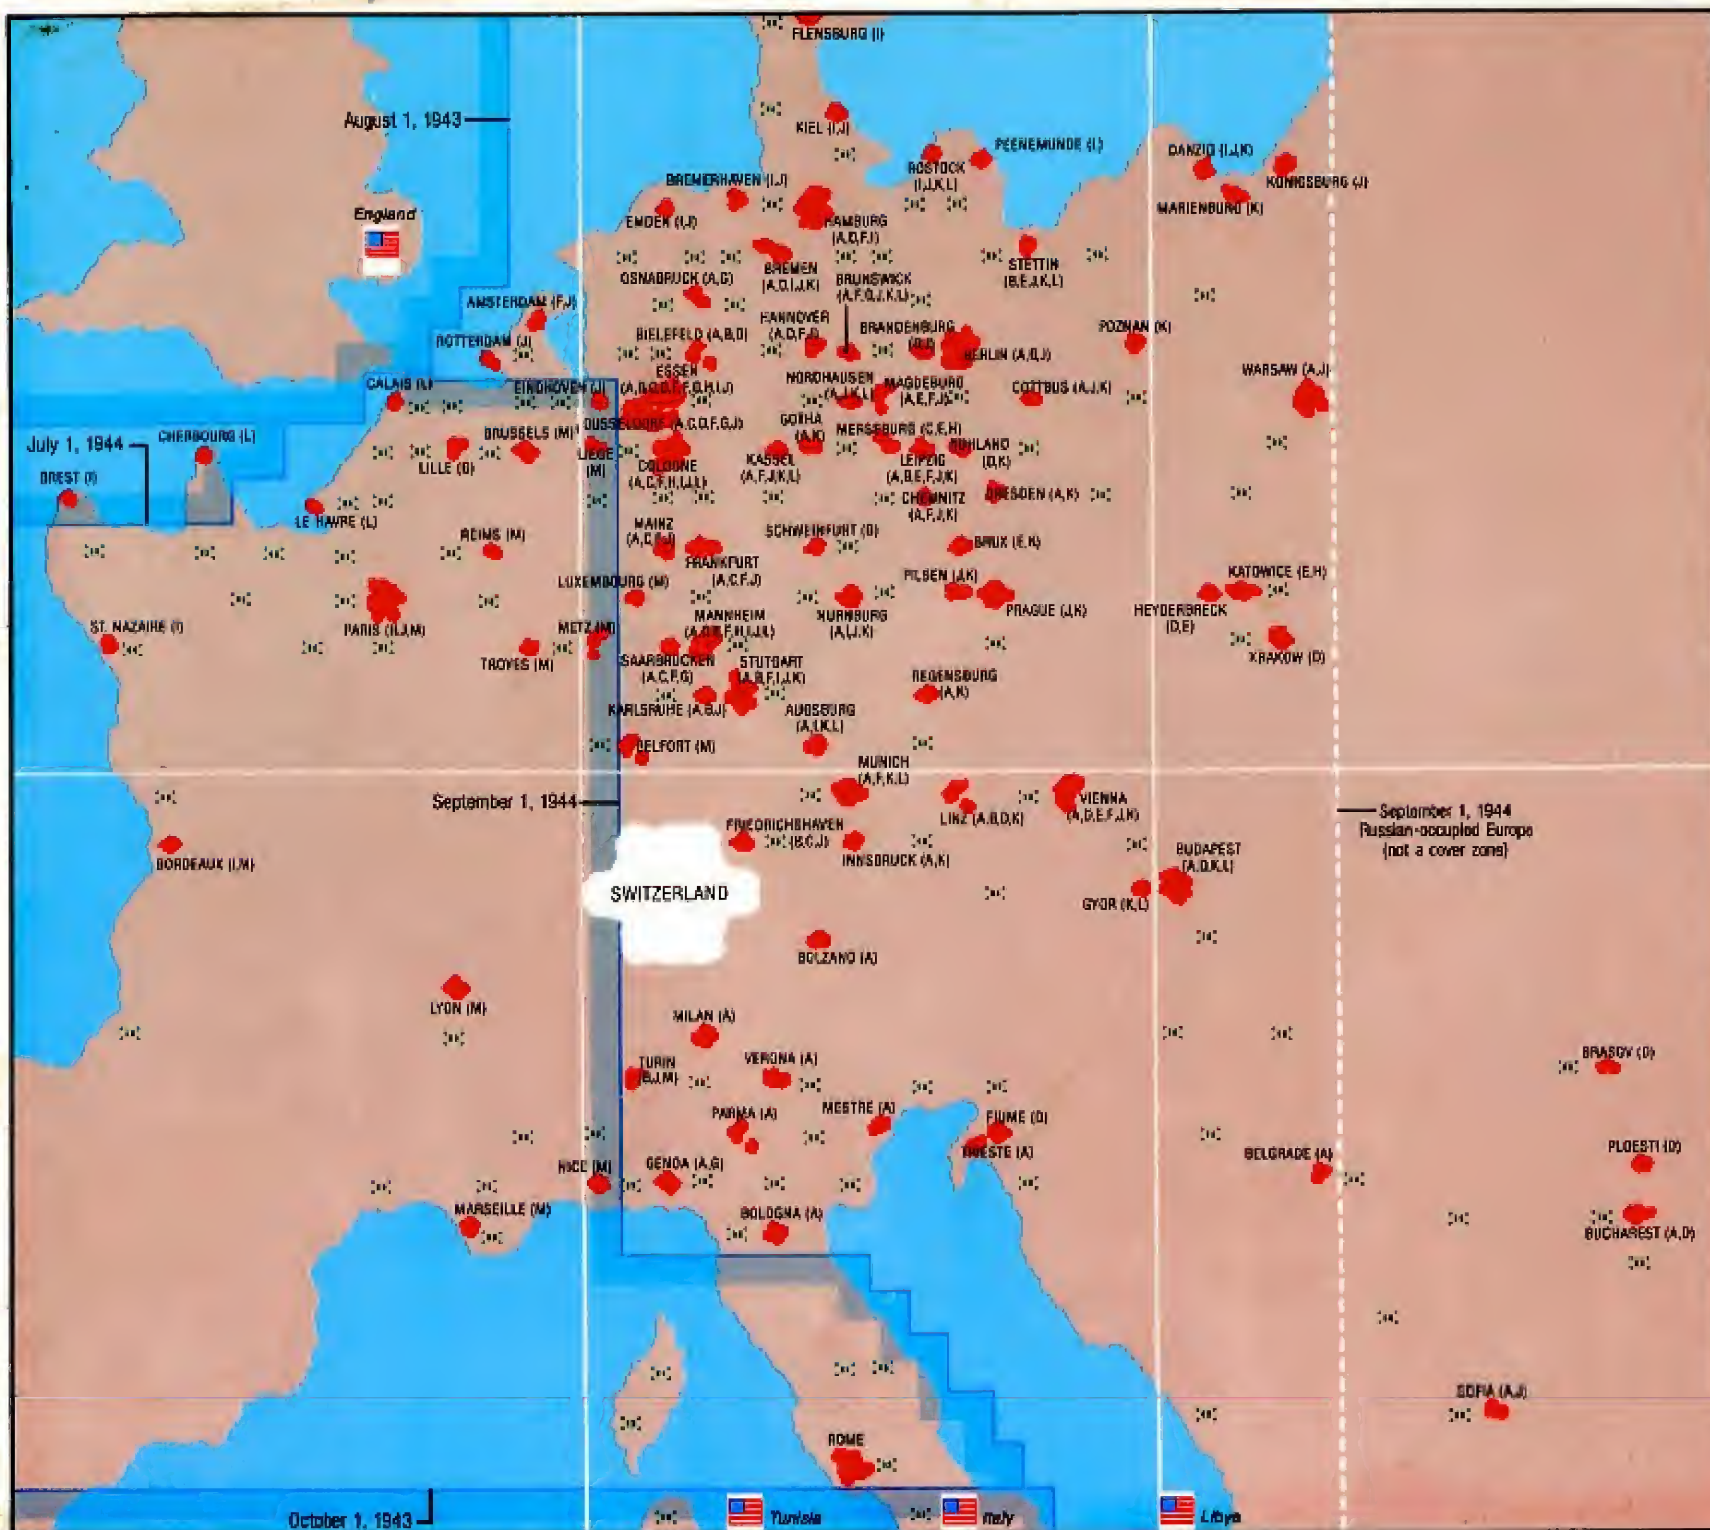 FLENSBURG (I)
August 1, 1943
KIEL (I,J)
PEENEMUNDE (I,)
DANZIG (I,J,K)
ROSTOCK
(I,J,K,L)
KONIGSBURG (J)
BREMERHAVEN (I,J)
MARIENBURG (K)
England
EMDEN (I,J)
HAMBURG
(A,D,F,I)
STETTIN
(B,E,J,K,L)
BREMEN
(A,D,I,J,K)
BRUNSWICK
OSNABRUCK (A,G)
AMSTERDAM (F,J)
HANNOVER
(A,D,F,J)
BRANDENBURG
POZNAN (K)
BIELEFELD (A,B,D)
ROTTERDAM (J)
BERLIN (A,D,J)
ESSEN
WARSAW (A,J)
CALAIS (L)
EINDHOVEN (J)
NORDHAUSEN
(A,J,K,L)
MAGDEBURG
(A,E,F,J)
COTTBUS (A,J,K)
DUSSELDORF (A,C,D,F,G,J)
GOTHA
(A,K)
July 1, 1944
CHERBOURG (L)
BRUSSELS (M)
MERSEBURG (C,E,H)
RUHLAND
(D,K)
LILLE (D)
LIEGE
(M)
COLOGNE
(A,C,F,H,I,J,L)
KASSEL
(A,F,J,K,L)
LEIPZIG
(A,B,E,F,J,K)
BREST (I)
CHEMNITZ
(A,F,J,K)
DRESDEN (A,K)
LE HAVRE (L)
REIMS (M)
MAINZ
SCHWEINFURT (B)
BRUX (E,K)
FRANKFURT
(A,C,F,J)
LUXEMBOURG (M)
PILSEN (J,K)
KATOWICE (E,H)
PARIS (H,J,M)
MANNHEIM
NURNBURG
(A,I,J,K)
PRAGUE (J,K)
HEYDERBRECK
(D,E)
ST. NAZAIRE (I)
METZ (M)
KRAKOW (D)
TROYES (M)
SAARBRUCKEN
(A,C,F,G)
STUTGART
(A,B,F,I,J,K)
REGENSBURG
(A,K)
KARLSRUHE (A,B,J)
AUGSBURG
(A,I,K,L)
BELFORT (M)
MUNICH
(A,F,K,L)
September 1, 1944
LINZ (A,B,D,K)
VIENNA
September 1, 1944
Russian-occupied Europe
(not a cover zone)
FRIEDRICHSHAVEN
(B,C,J)
BORDEAUX (I,M)
INNSBRUCK (A,K)
BUDAPEST
(A,D,K,L)
SWITZERLAND
GYOR (K,L)
BOLZANO (A)
LYON (M)
MILAN (A)
TURIN
(B,J,M)
VERONA (A)
BRASOV (D)
PARMA (A)
MESTRE (A)
FIUME (D)
TRIESTE (A)
BELGRADE (A)
PLOESTI (D)
NICE (M)
GENOA (A,G)
MARSEILLE (M)
BOLOGNA (A)
BUCHAREST (A,D)
SOFIA (A,J)
ROME
October 1, 1943
Tunisia
Italy
Libya